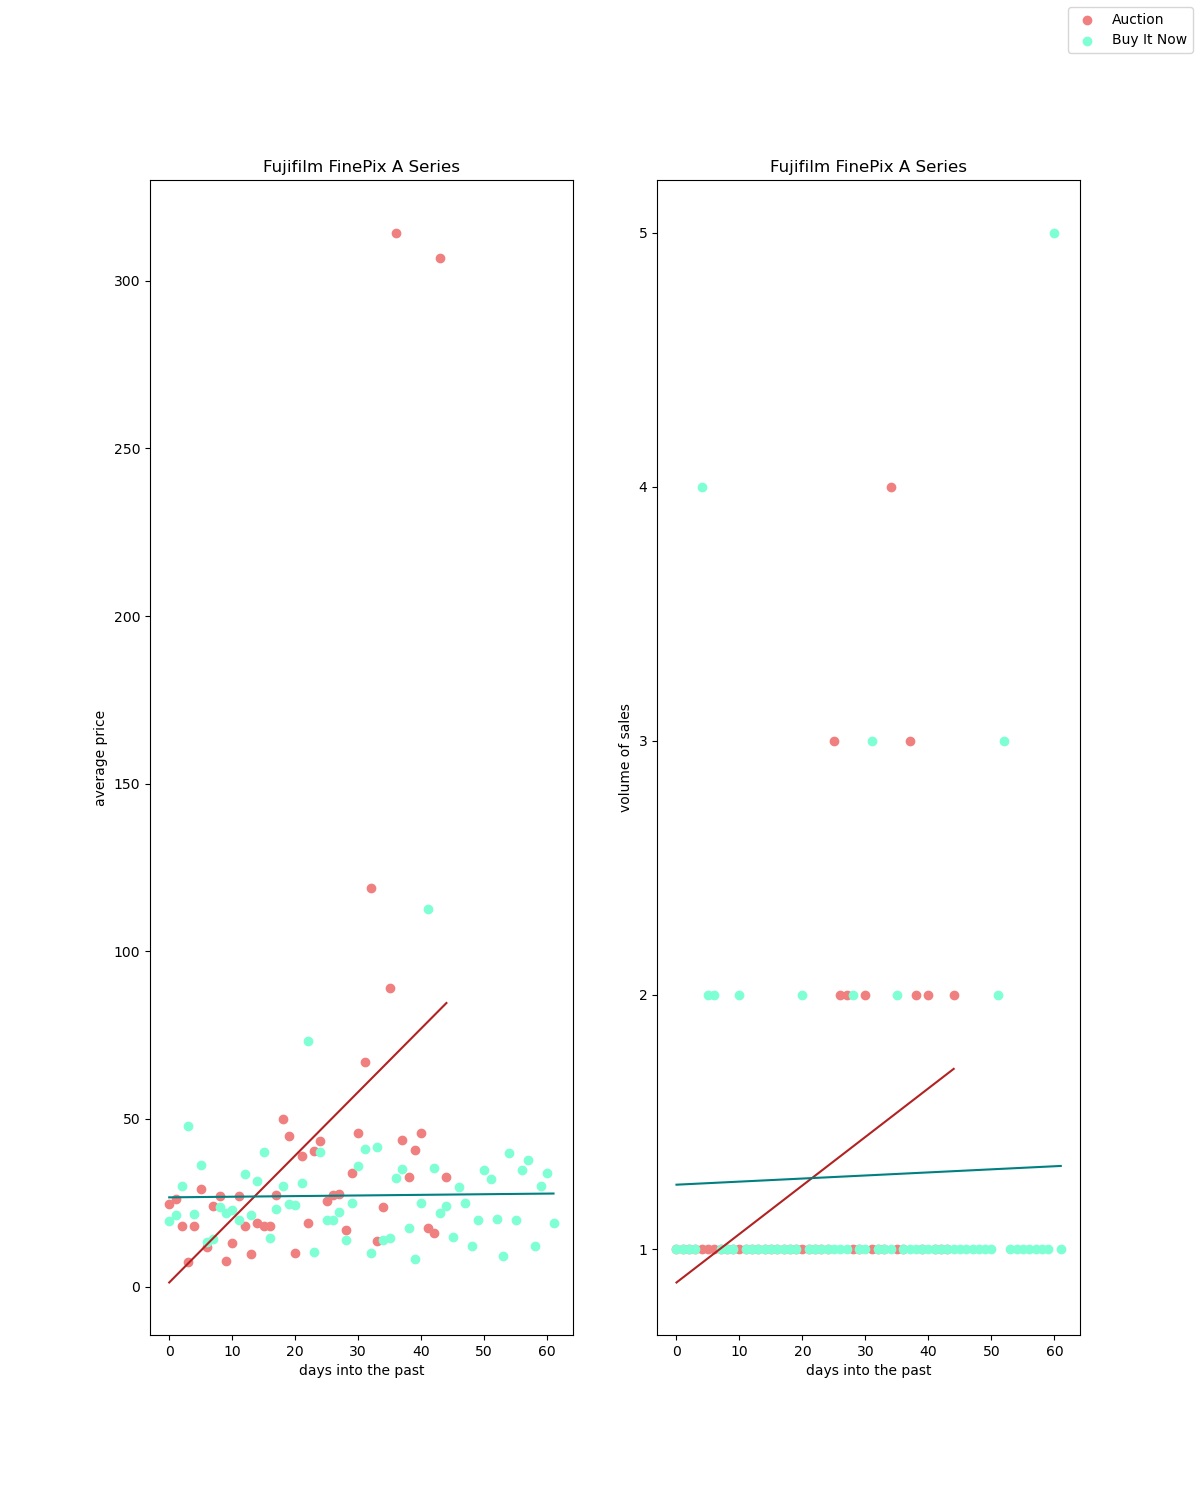 Auction
Buy It Now
Fujifilm FinePix A Series
Fujifilm FinePix A Series
average price
300
250
200
150
100
50
0
0 10 20 30 40 50 60
days into the past
volume of sales
5
4
3
2
1
0 10 20 30 40 50 60
days into the past